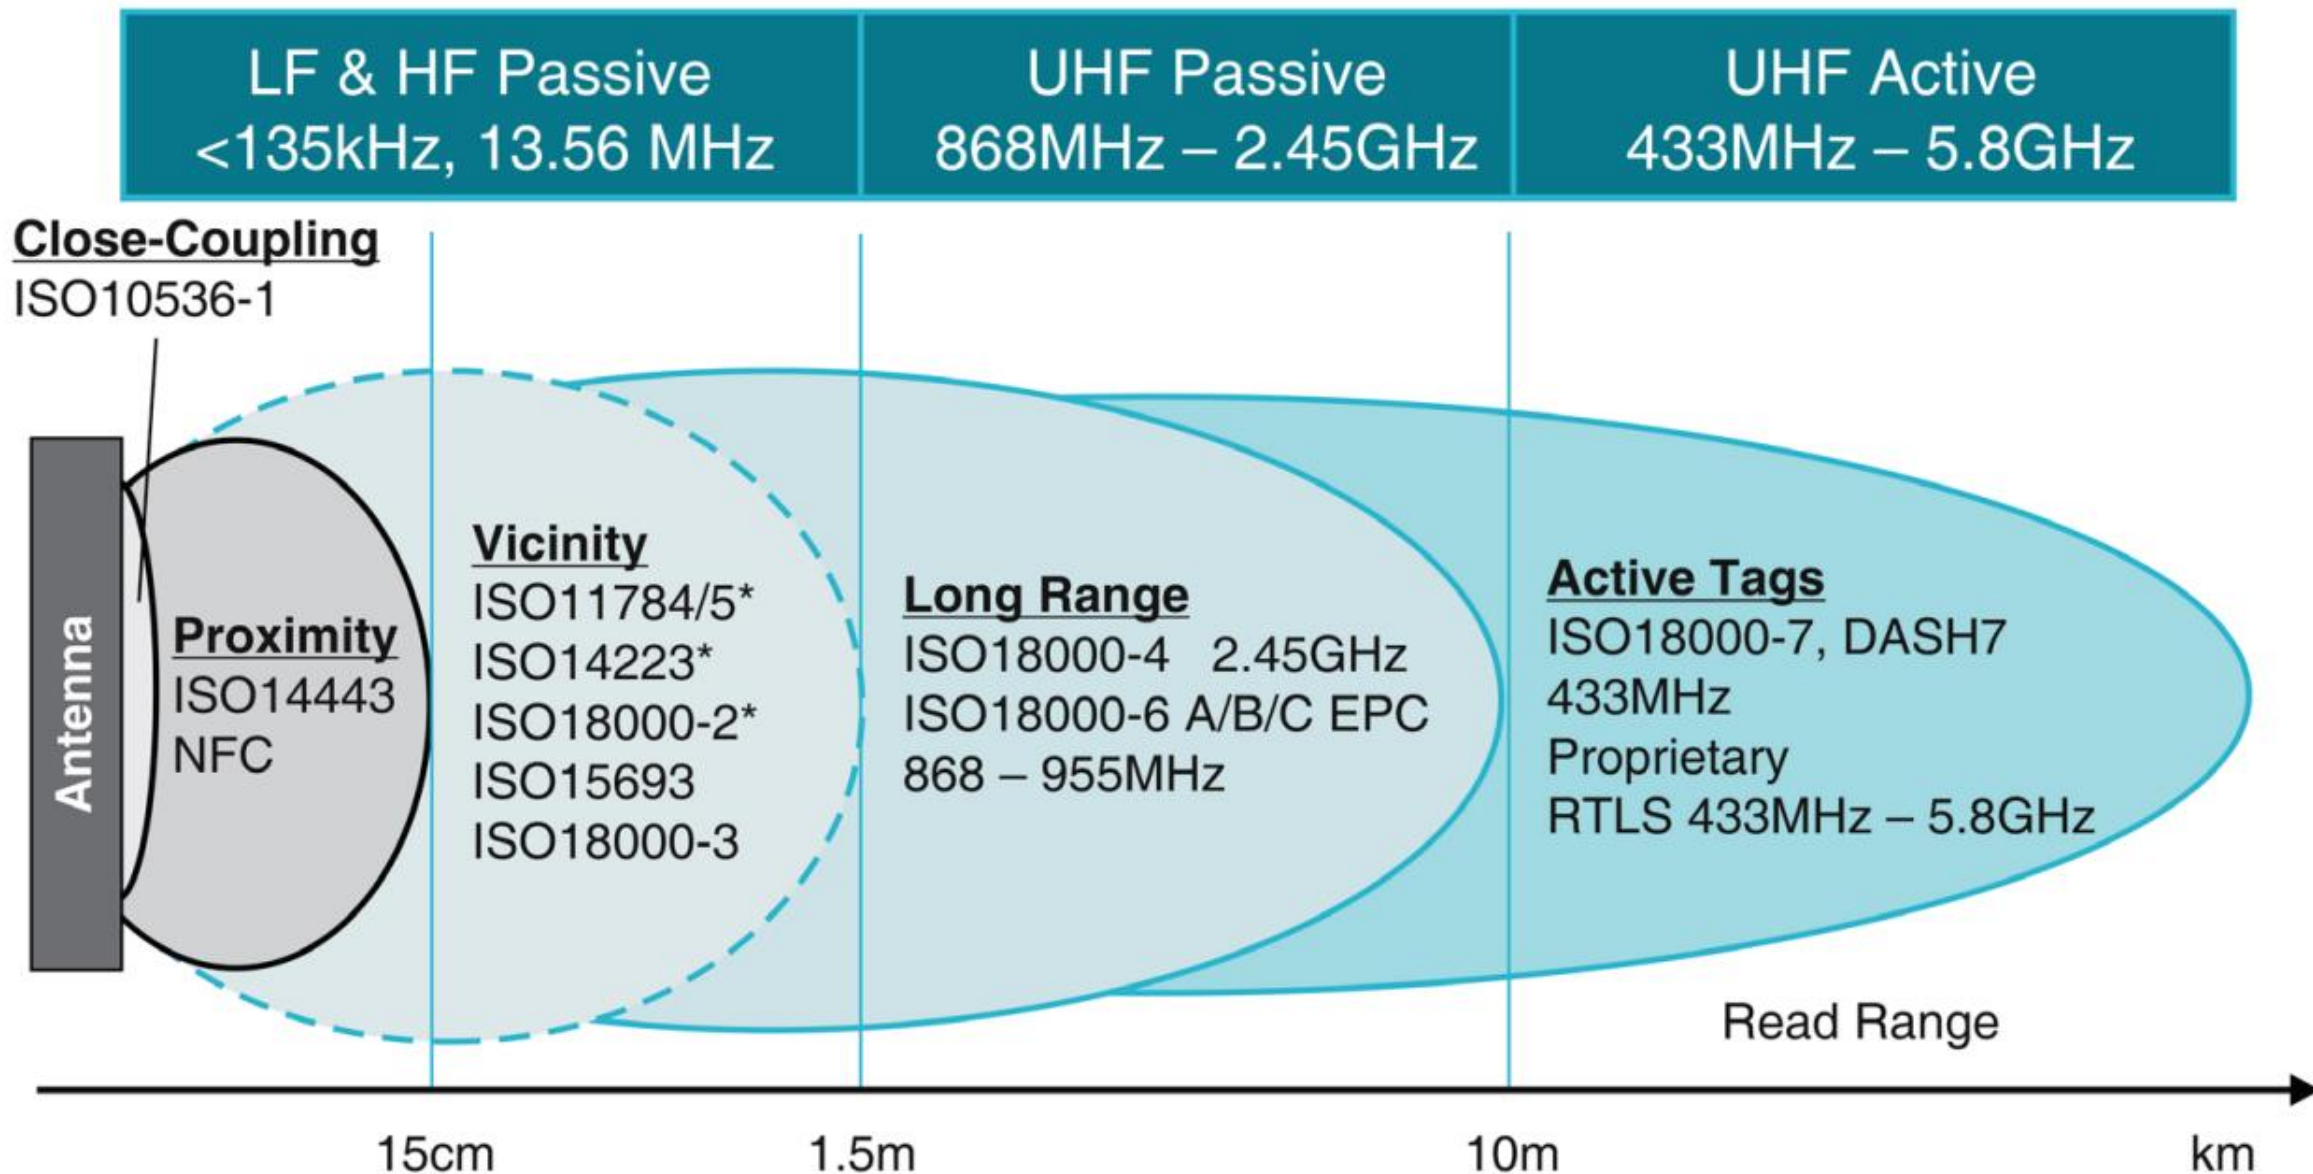 LF & HF Passive
<135kHz, 13.56 MHz
UHF Passive
868MHz – 2.45GHz
UHF Active
433MHz – 5.8GHz
Close-Coupling
ISO10536-1
Antenna
Proximity
ISO14443
NFC
Vicinity
ISO11784/5*
ISO14223*
ISO18000-2*
ISO15693
ISO18000-3
Long Range
ISO18000-4 2.45GHz
ISO18000-6 A/B/C EPC
868 – 955MHz
Active Tags
ISO18000-7, DASH7
433MHz
Proprietary
RTLS 433MHz – 5.8GHz
Read Range
15cm
1.5m
10m
km